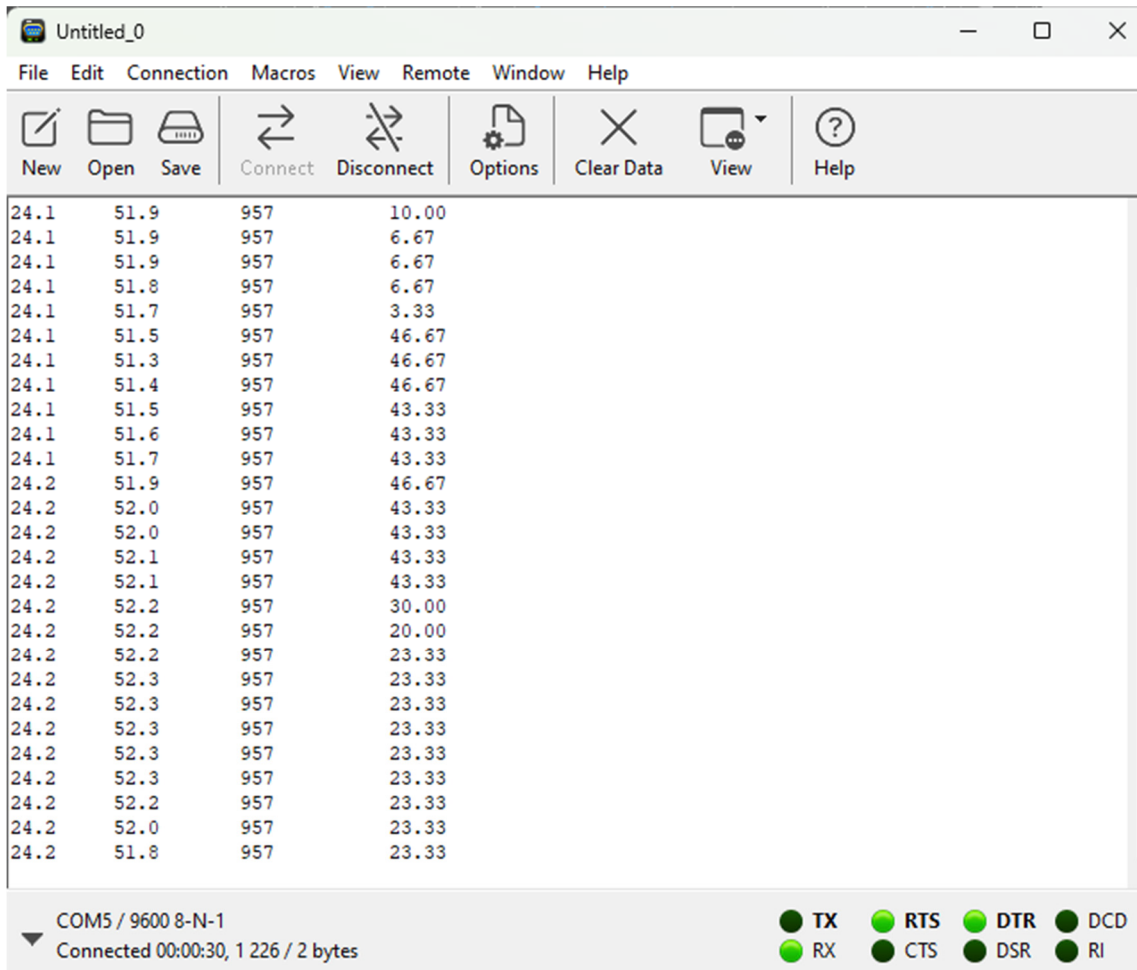 Untitled_0
File Edit Connection Macros View Remote Window Help
New Open Save Connect Disconnect Options Clear Data View Help
24.1 51.9 957 10.00
24.1 51.9 957 6.67
24.1 51.9 957 6.67
24.1 51.8 957 6.67
24.1 51.7 957 3.33
24.1 51.5 957 46.67
24.1 51.3 957 46.67
24.1 51.4 957 46.67
24.1 51.5 957 43.33
24.1 51.6 957 43.33
24.1 51.7 957 43.33
24.2 51.9 957 46.67
24.2 52.0 957 43.33
24.2 52.0 957 43.33
24.2 52.1 957 43.33
24.2 52.1 957 43.33
24.2 52.2 957 30.00
24.2 52.2 957 20.00
24.2 52.2 957 23.33
24.2 52.3 957 23.33
24.2 52.3 957 23.33
24.2 52.3 957 23.33
24.2 52.3 957 23.33
24.2 52.3 957 23.33
24.2 52.2 957 23.33
24.2 52.0 957 23.33
24.2 51.8 957 23.33
COM5 / 9600 8-N-1
Connected 00:00:30, 1 226 / 2 bytes
TX RTS DTR DCD
RX CTS DSR RI